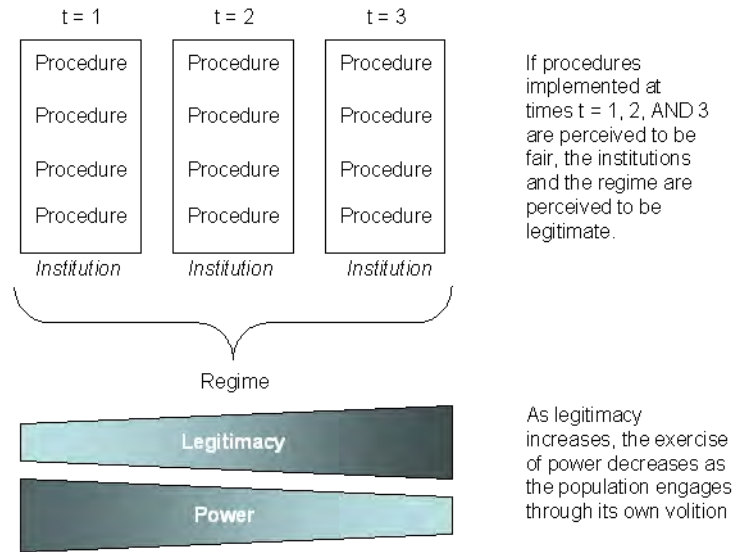 t = 1 t = 2 t = 3
Procedure Procedure Procedure
Procedure Procedure Procedure
Procedure Procedure Procedure
Procedure Procedure Procedure
Institution Institution Institution
If procedures
implemented at
times t = 1, 2, AND 3
are perceived to be
fair, the institutions
and the regime are
perceived to be
legitimate.
Regime
Legitimacy
Power
As legitimacy
increases, the exercise
of power decreases as
the population engages
through its own volition